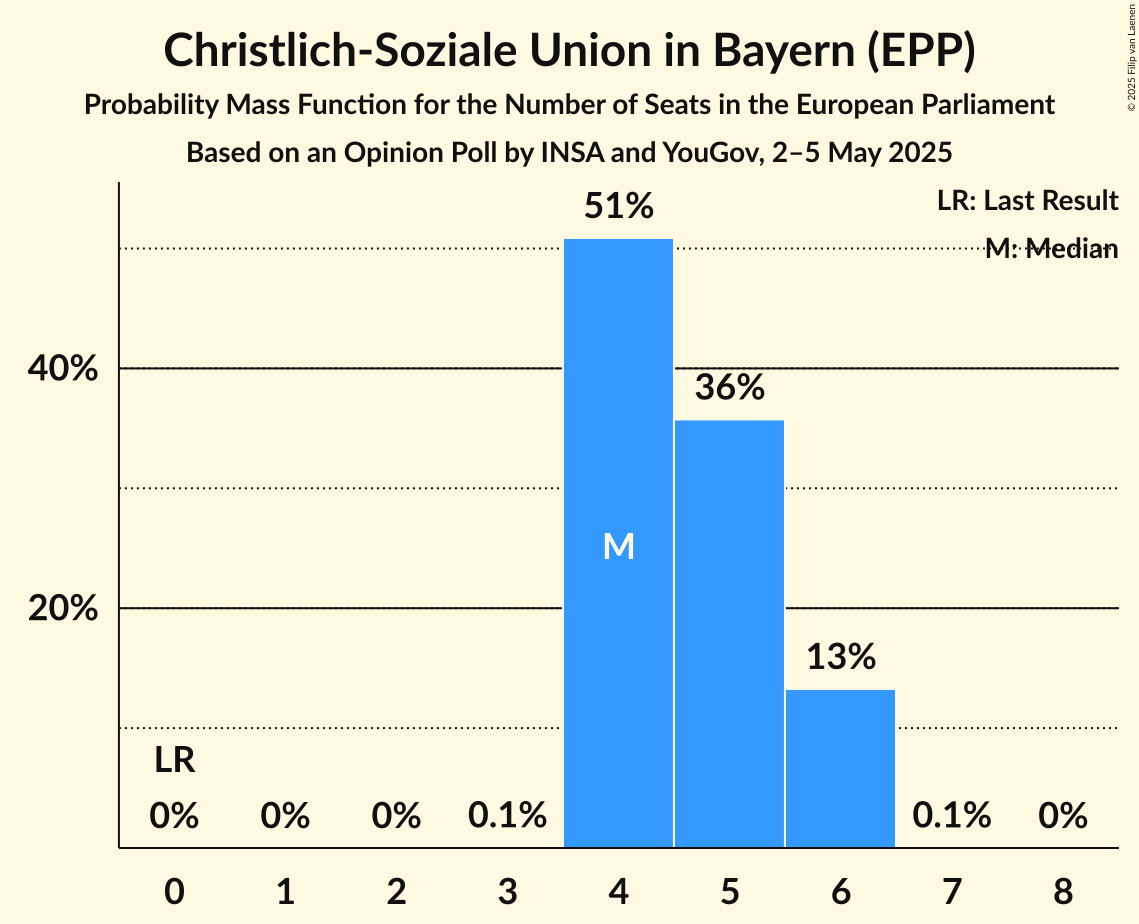 Christlich-Soziale Union in Bayern (EPP)
Probability Mass Function for the Number of Seats in the European Parliament
Based on an Opinion Poll by INSA and YouGov, 2–5 May 2025
© 2025 Filip van Laenen
LR: Last Result
M: Median
51%
40%
36%
M
20%
13%
LR
0% 0% 0% 0.1% 0.1% 0%
0 1 2 3 4 5 6 7 8